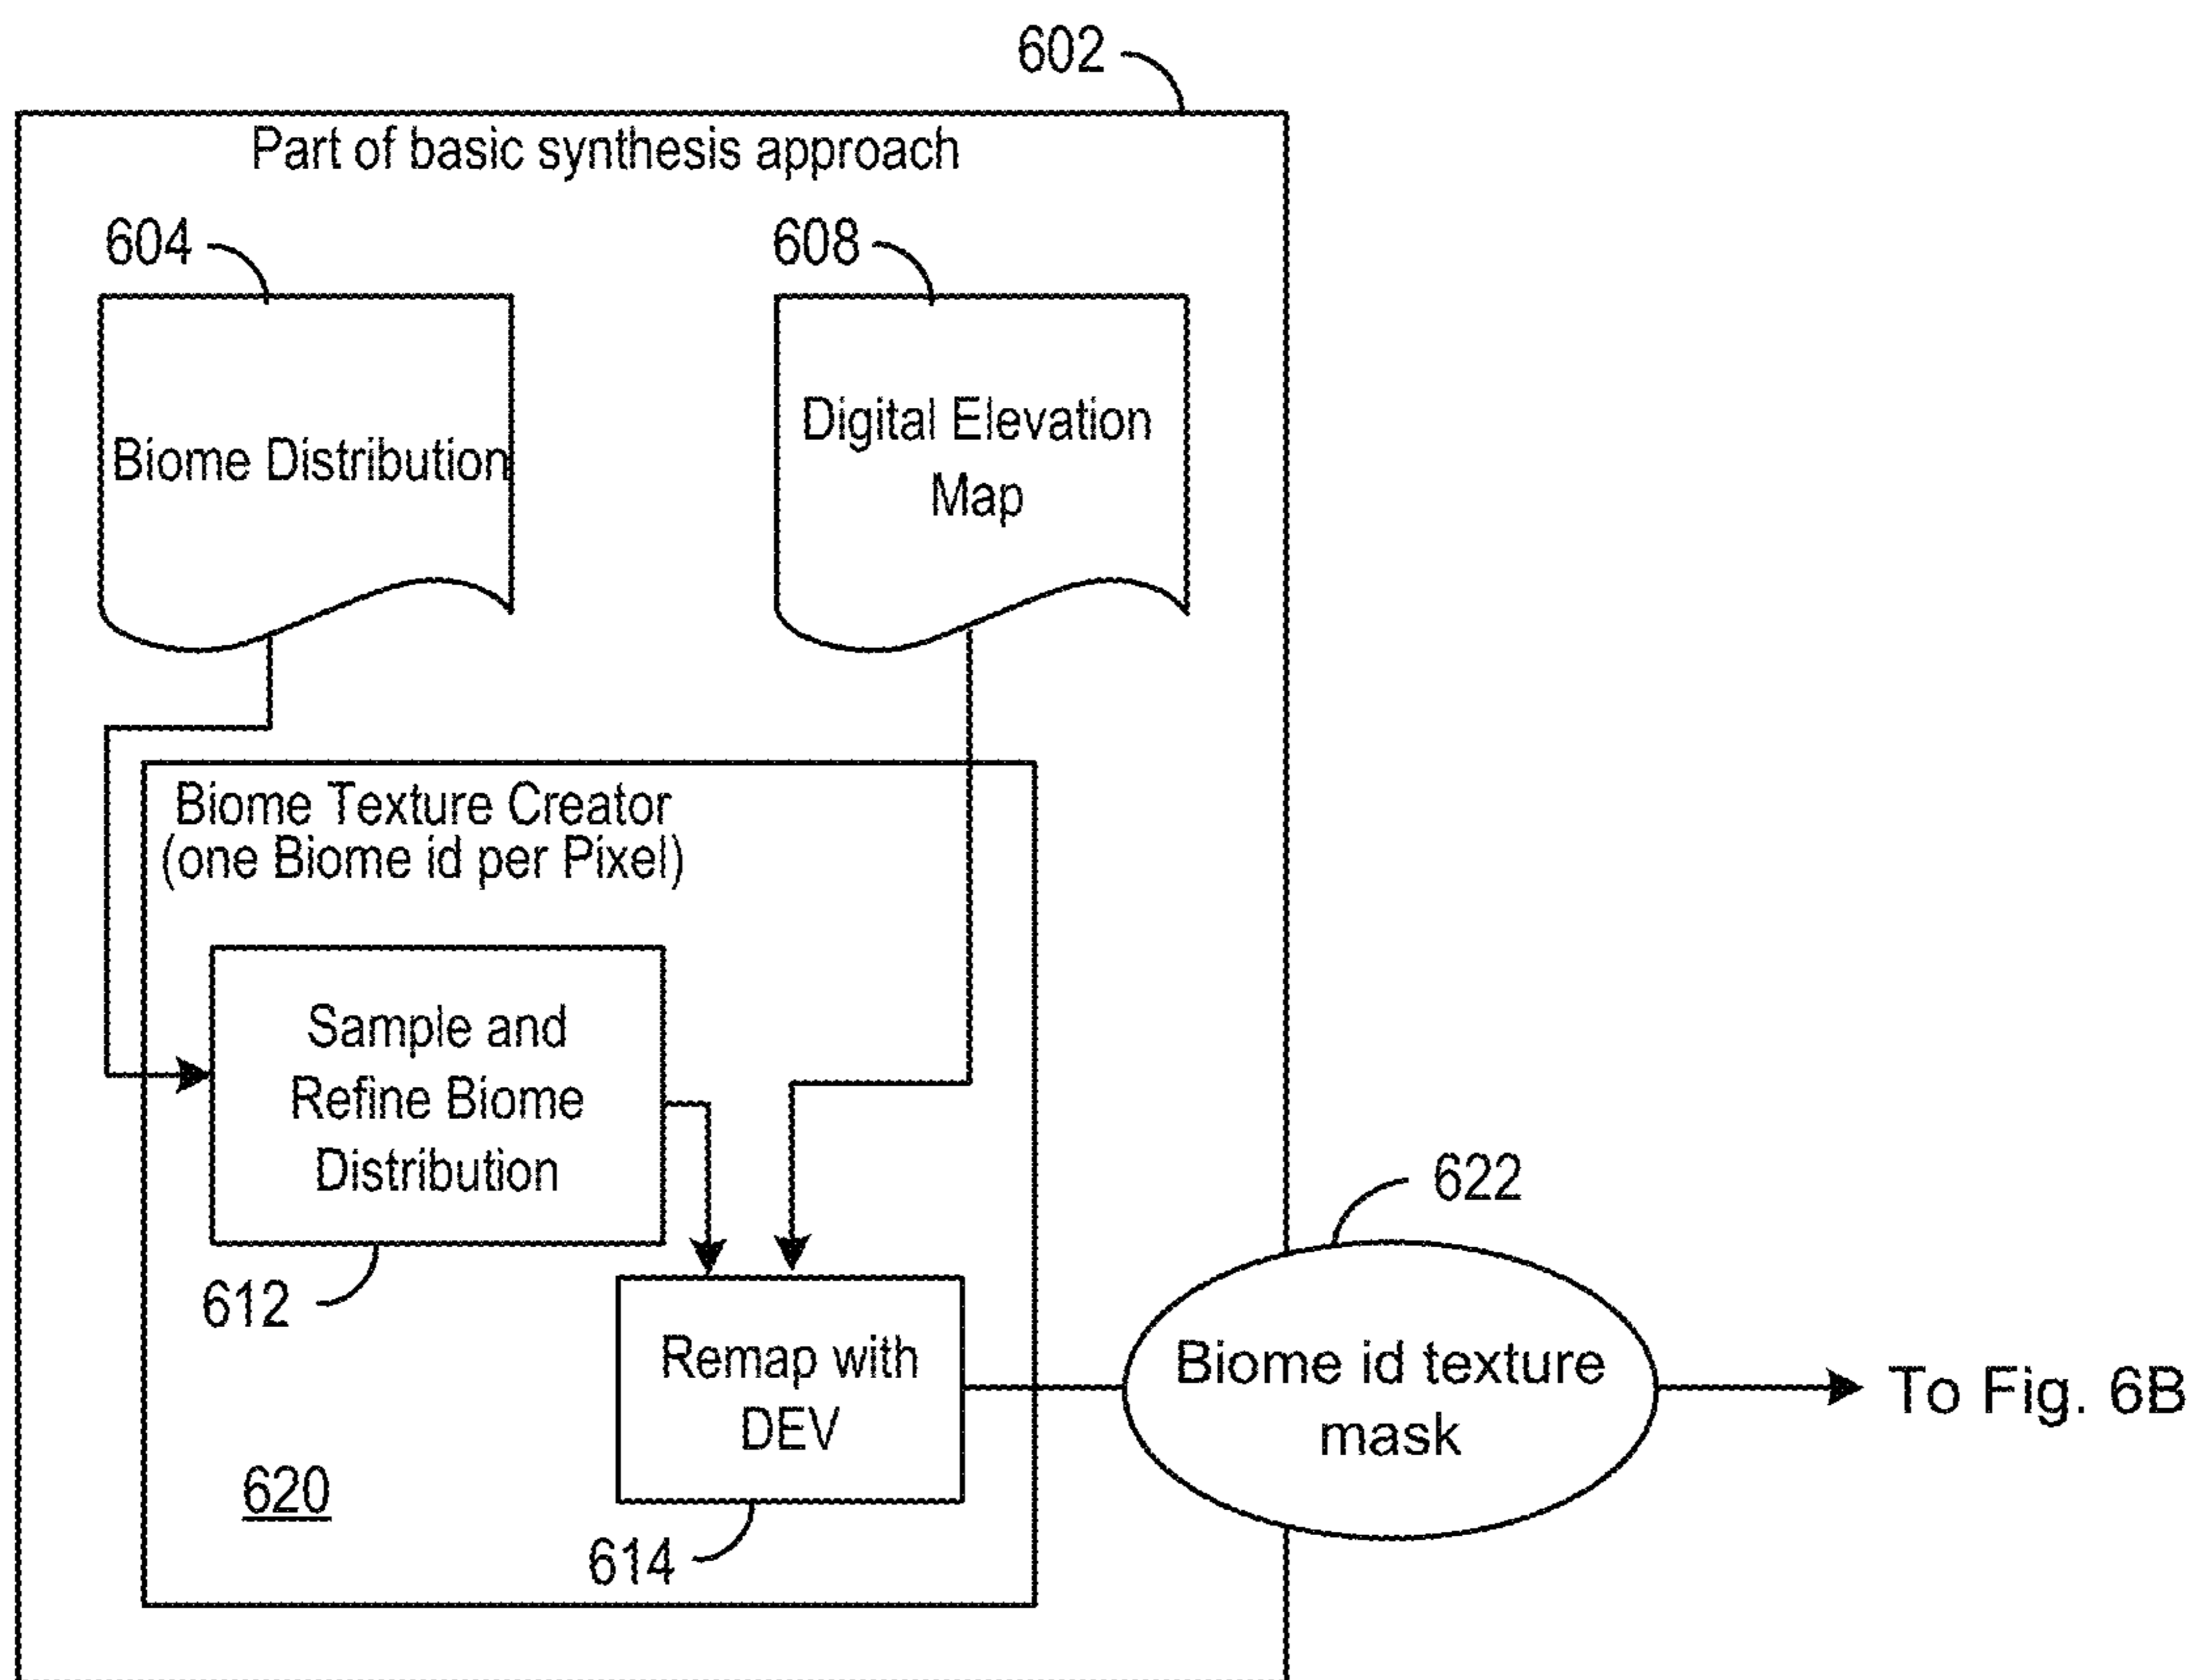 602
Part of basic synthesis approach
604
608
Biome Distribution
Digital Elevation
Map
Biome Texture Creator
(one Biome id per Pixel)
Sample and
Refine Biome
Distribution
612
622
Remap with
DEV
Biome id texture
mask
To Fig. 6B
620
614